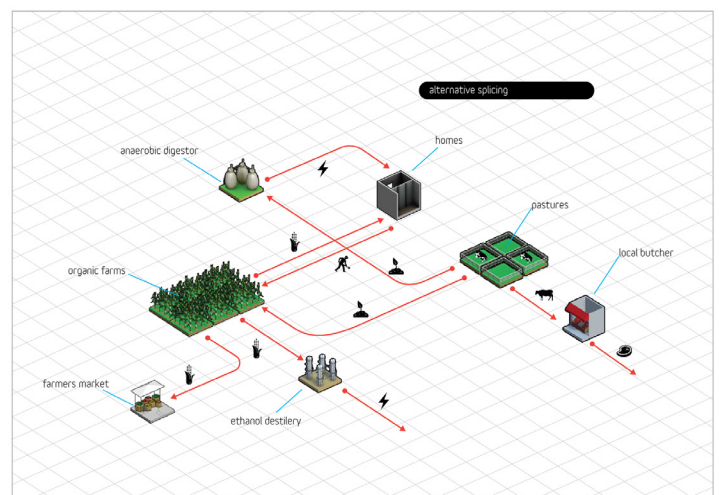 alternative splicing
homes
anaerobic digestor
pastures
local butcher
organic farms
farmers market
ethanol destilery